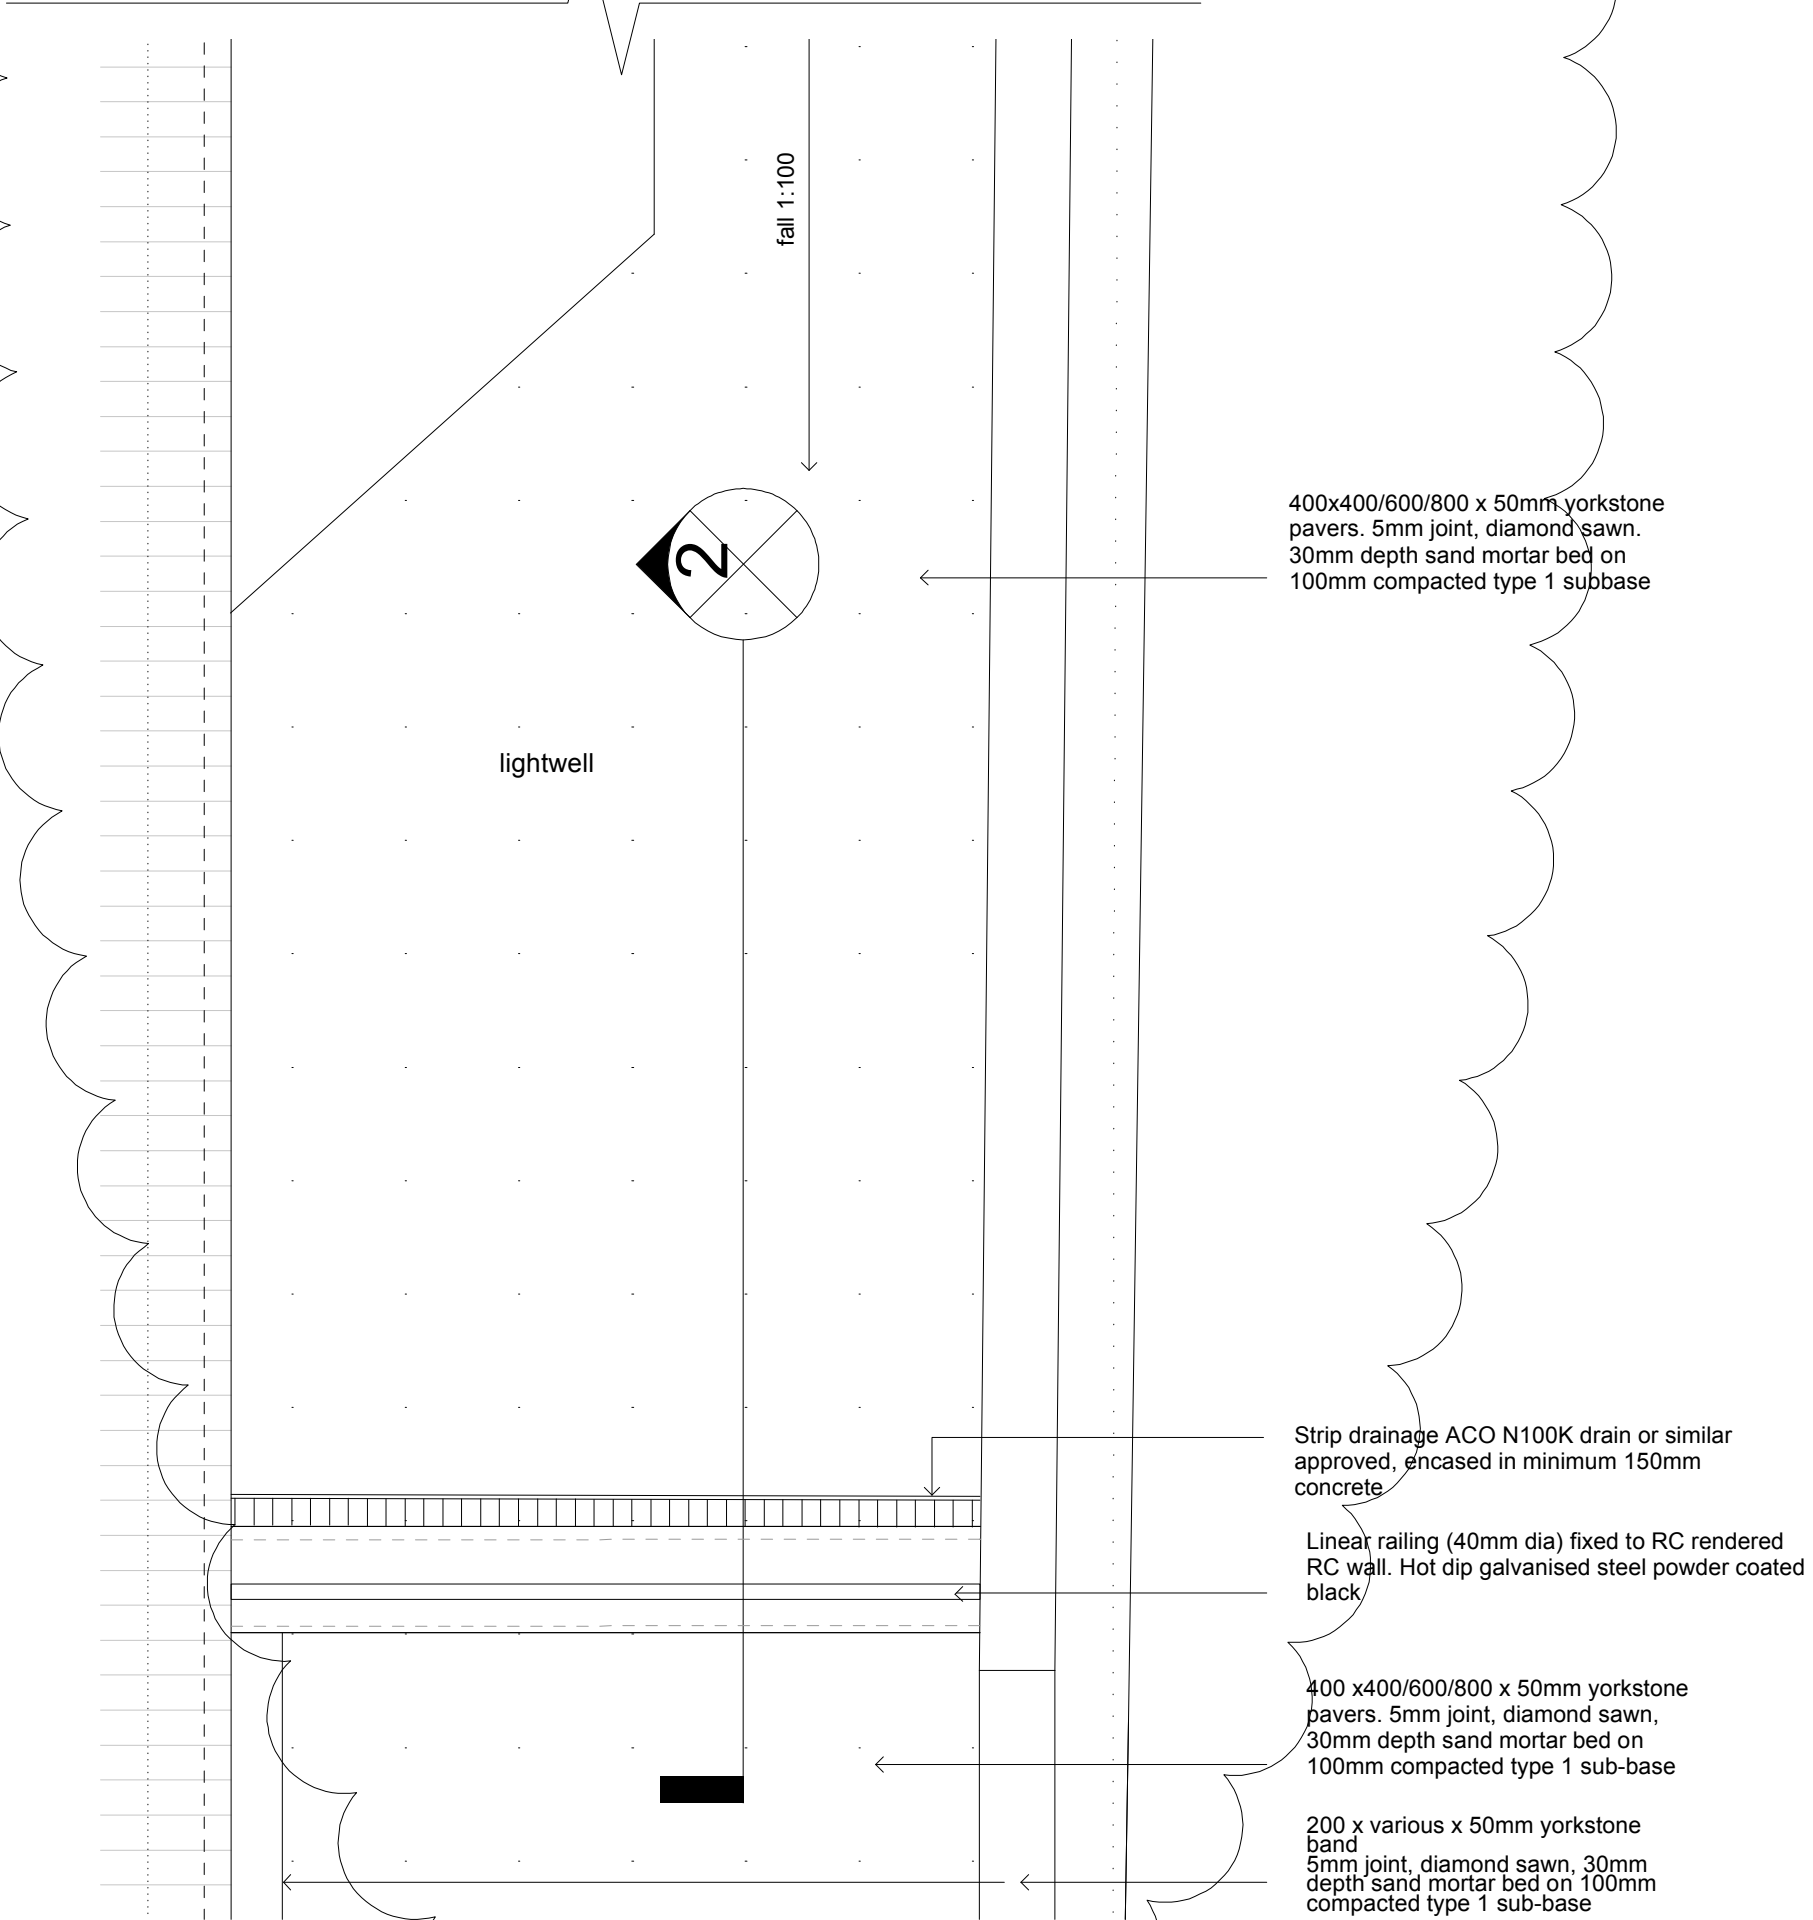 fall 1:100
2
400x400/600/800 x 50mm yorkstone
pavers. 5mm joint, diamond sawn.
30mm depth sand mortar bed on
100mm compacted type 1 subbase
lightwell
Strip drainage ACO N100K drain or similar
approved, encased in minimum 150mm
concrete
Linear railing (40mm dia) fixed to RC rendered
RC wall. Hot dip galvanised steel powder coated
black
400 x400/600/800 x 50mm yorkstone
pavers. 5mm joint, diamond sawn,
30mm depth sand mortar bed on
100mm compacted type 1 sub-base
200 x various x 50mm yorkstone
band
5mm joint, diamond sawn, 30mm
depth sand mortar bed on 100mm
compacted type 1 sub-base